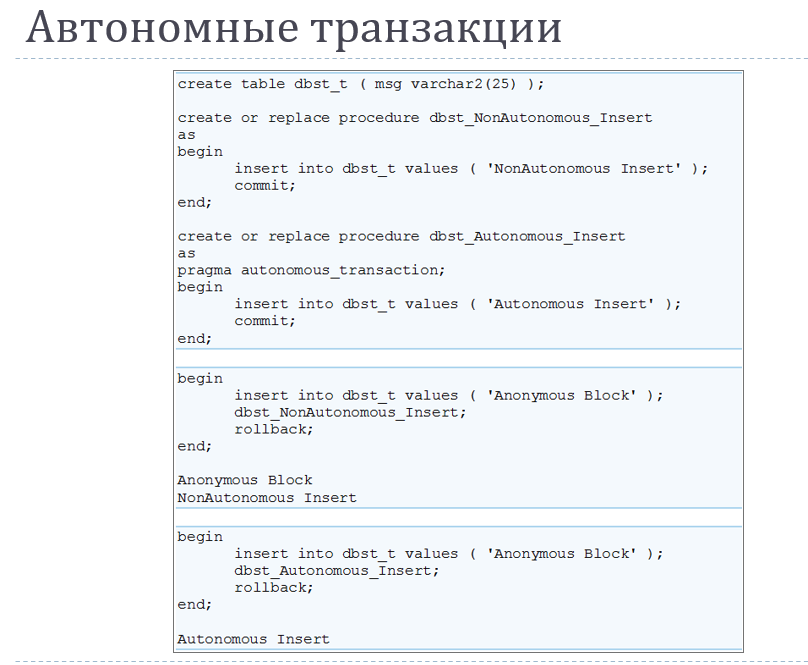 Автономные транзакции
create table dbst_t ( msg varchar2(25) );
create or replace procedure dbst_NonAutonomous_Insert
as
begin
insert into dbst_t values ( 'NonAutonomous Insert' );
commit;
end;
create or replace procedure dbst_Autonomous_Insert
as
pragma autonomous_transaction;
begin
insert into dbst_t values ( 'Autonomous Insert' );
commit;
end;
begin
insert into dbst_t values ( 'Anonymous Block' );
dbst_NonAutonomous_Insert;
rollback;
end;
Anonymous Block
NonAutonomous Insert
begin
insert into dbst_t values ( 'Anonymous Block' );
dbst_Autonomous_Insert;
rollback;
end;
Autonomous Insert